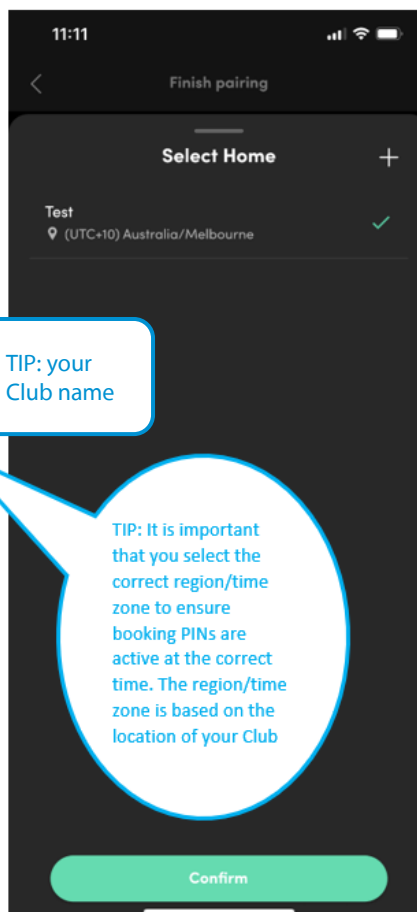 11:11
Finish pairing
Select Home
+
Test
(UTC+10) Australia/Melbourne
TIP: your
Club name
TIP: It is important
that you select the
correct region/time
zone to ensure
booking PINs are
active at the correct
time. The region/time
zone is based on the
location of your Club
Confirm